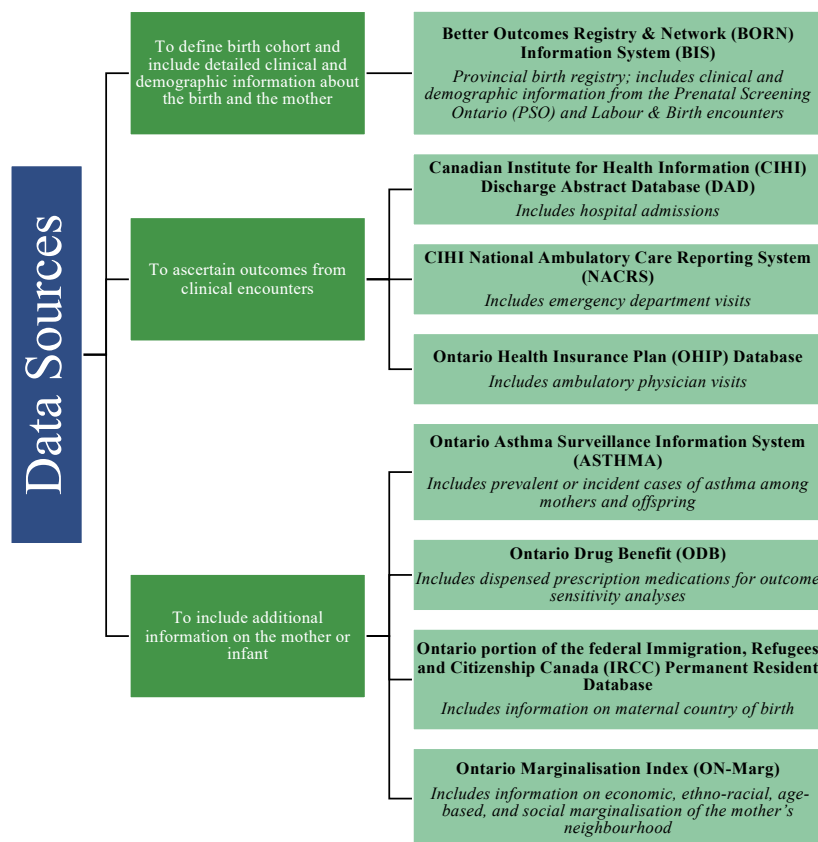 Data Sources
To define birth cohort and
include detailed clinical and
demographic information about
the birth and the mother
Better Outcomes Registry & Network (BORN)
Information System (BIS)
Provincial birth registry; includes clinical and
demographic information from the Prenatal Screening
Ontario (PSO) and Labour & Birth encounters
To ascertain outcomes from
clinical encounters
Canadian Institute for Health Information (CIHI)
Discharge Abstract Database (DAD)
Includes hospital admissions
CIHI National Ambulatory Care Reporting System
(NACRS)
Includes emergency department visits
Ontario Health Insurance Plan (OHIP) Database
Includes ambulatory physician visits
To include additional
information on the mother or
infant
Ontario Asthma Surveillance Information System
(ASTHMA)
Includes prevalent or incident cases of asthma among
mothers and offspring
Ontario Drug Benefit (ODB)
Includes dispensed prescription medications for outcome
sensitivity analyses
Ontario portion of the federal Immigration, Refugees
and Citizenship Canada (IRCC) Permanent Resident
Database
Includes information on maternal country of birth
Ontario Marginalisation Index (ON-Marg)
Includes information on economic, ethno-racial, age-
based, and social marginalisation of the mother’s
neighbourhood